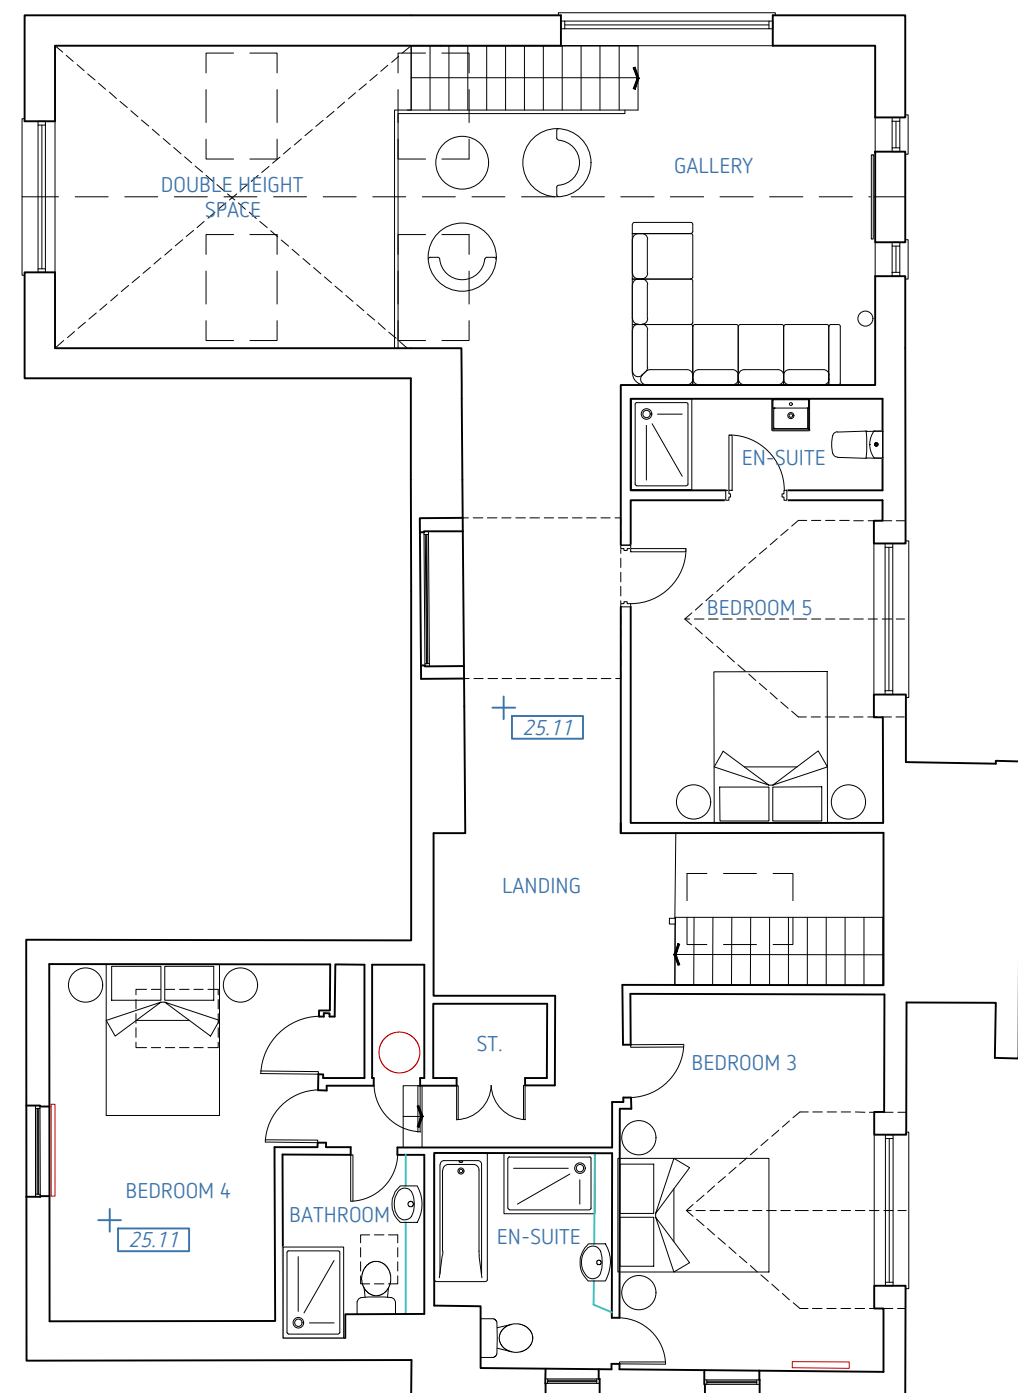 GALLERY
DOUBLE HEIGHT
SPACE
EN-SUITE
BEDROOM 5
25.11
LANDING
ST.
BEDROOM 3
BEDROOM 4
BATHROOM
25.11
EN-SUITE